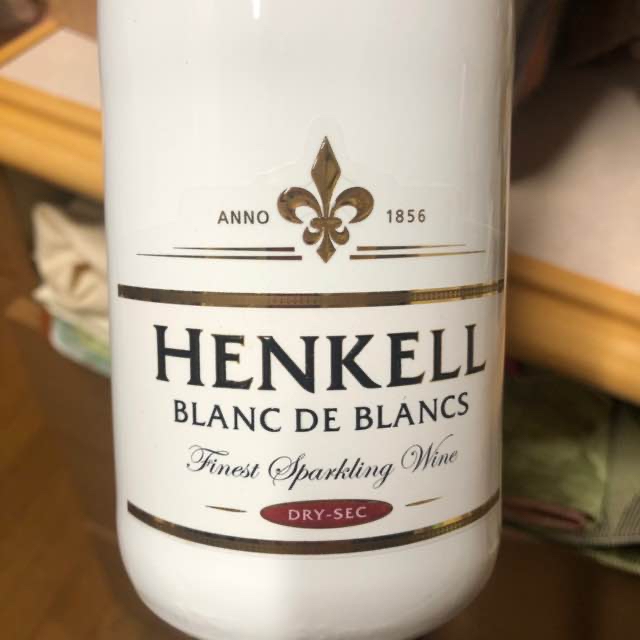 ANNO 1856
HENKELL
BLANC DE BLANCS
Finest Sparkling Wine
DRY-SEC